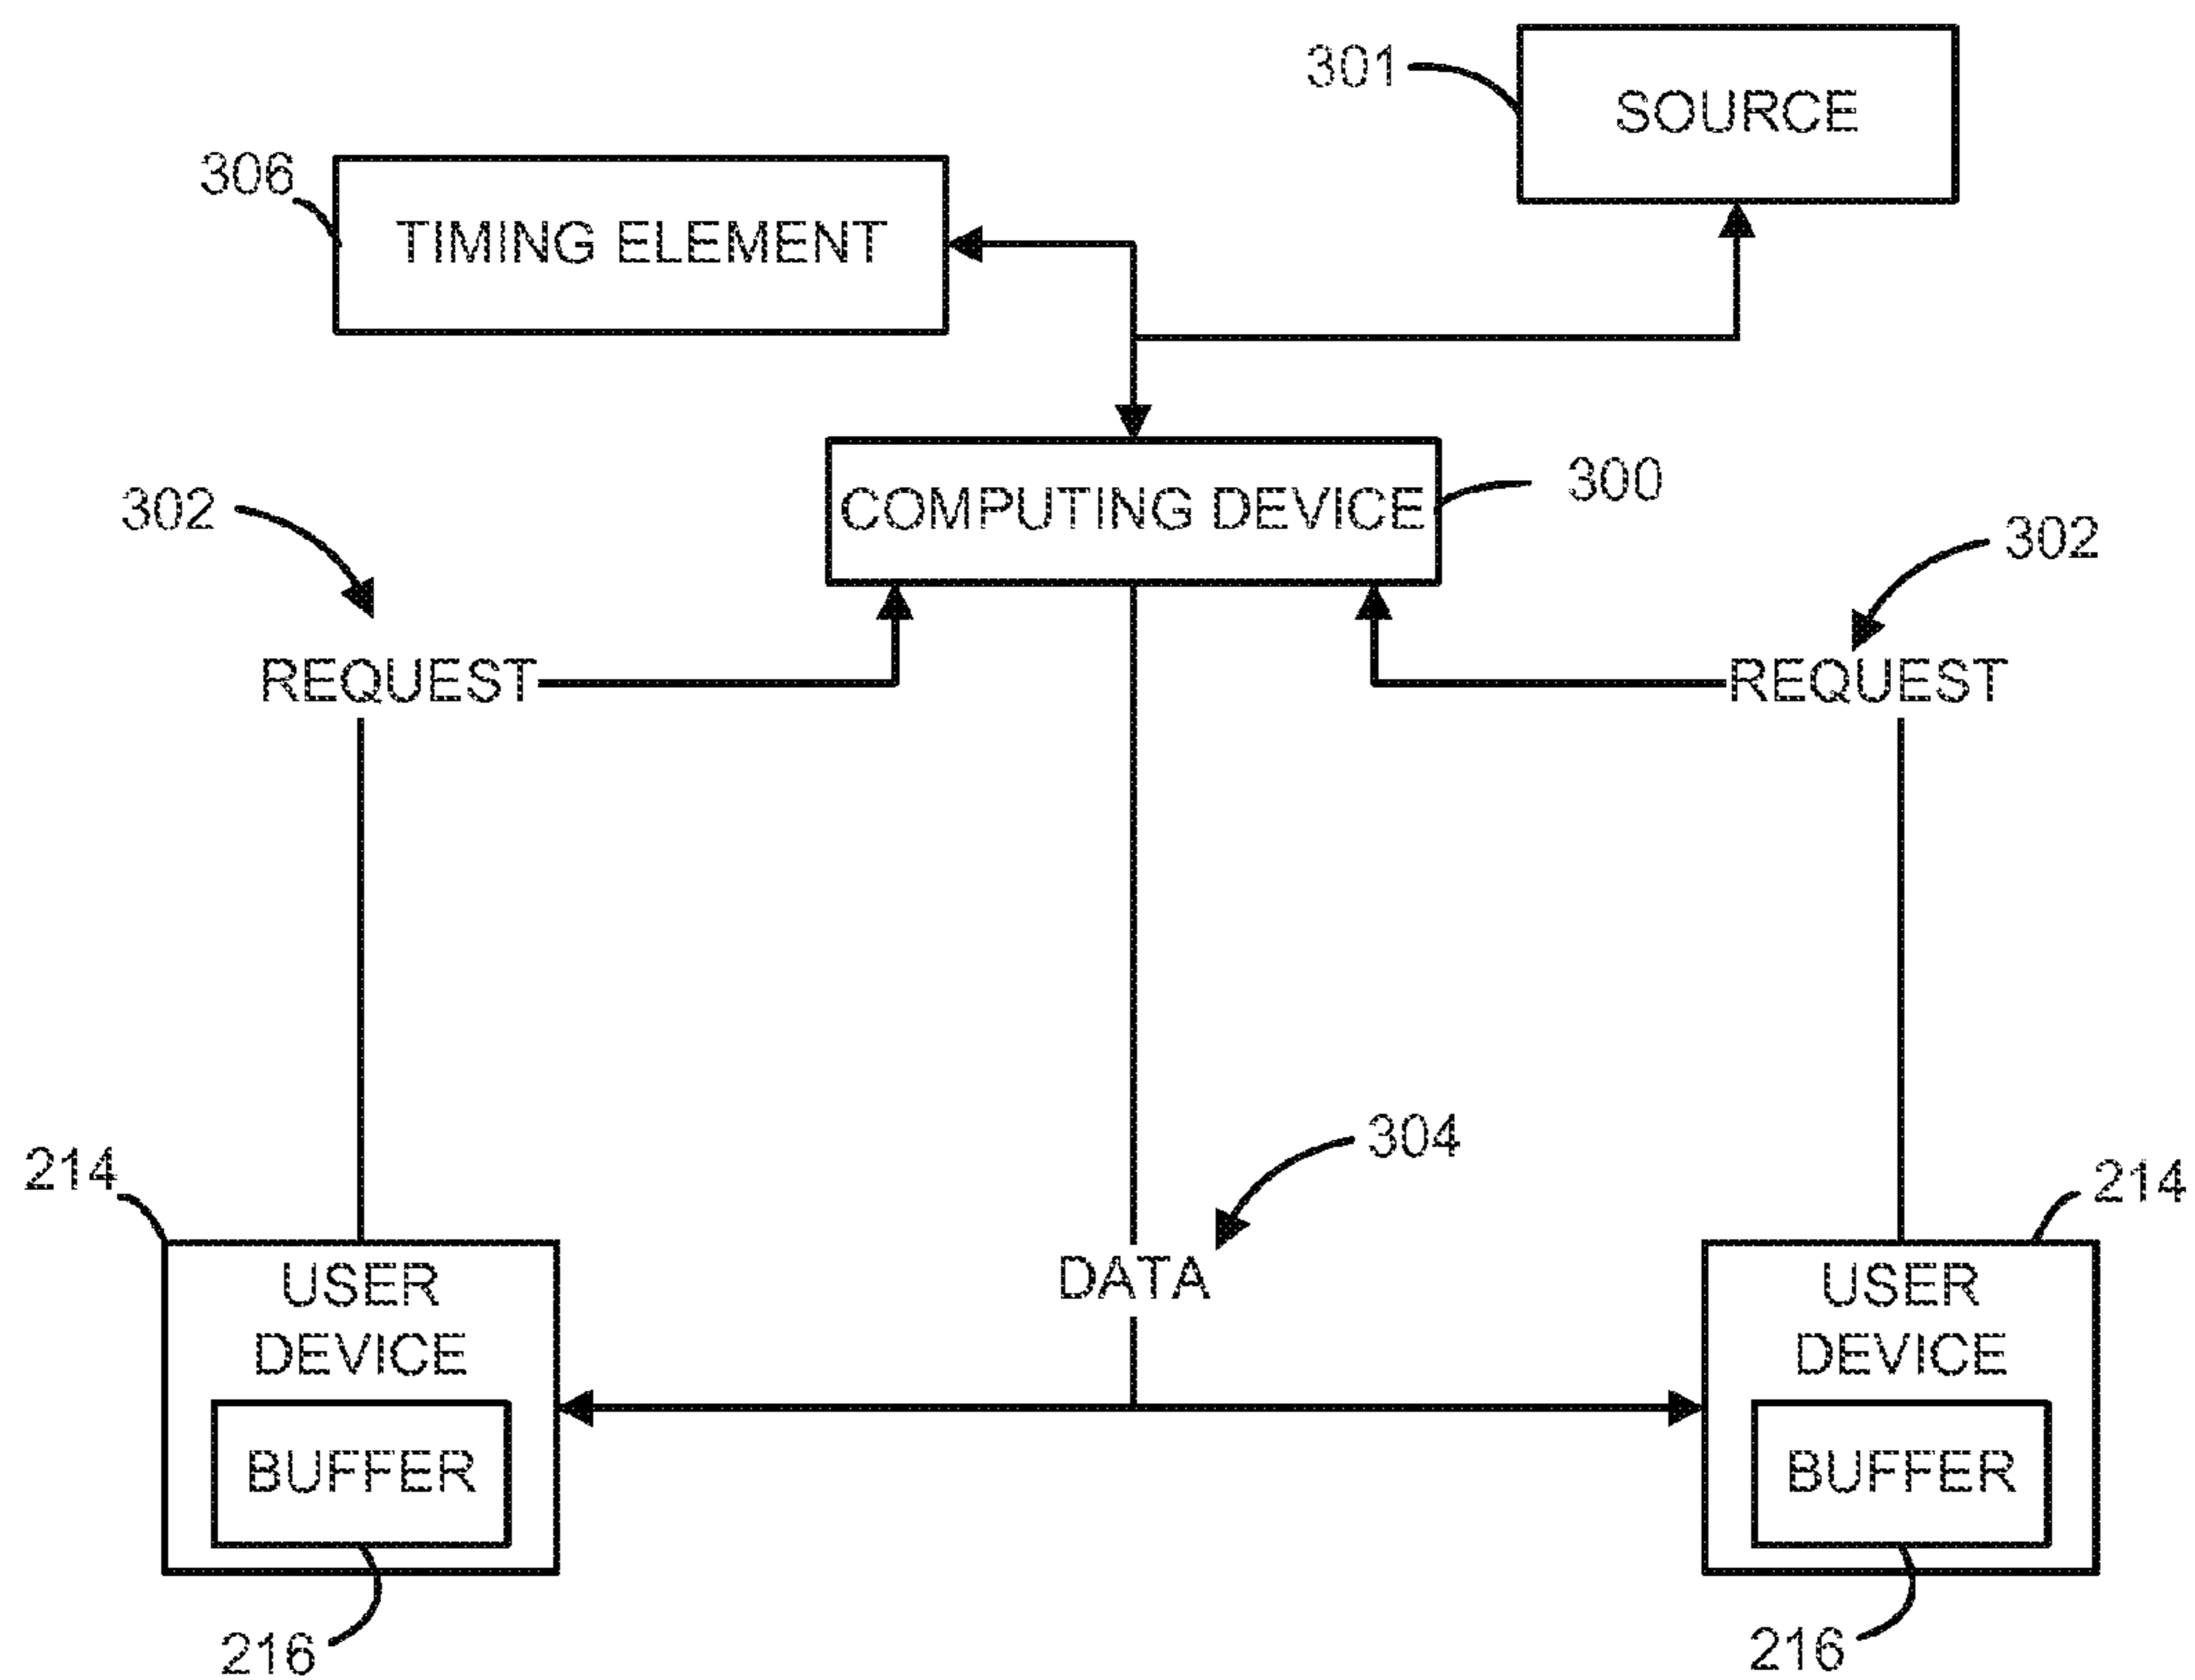 301
SOURCE
306
TIMING ELEMENT
COMPUTING DEVICE
300
302
302
REQUEST
REQUEST
304
214
214
DATA
USER
DEVICE
BUFFER
USER
DEVICE
BUFFER
216
216